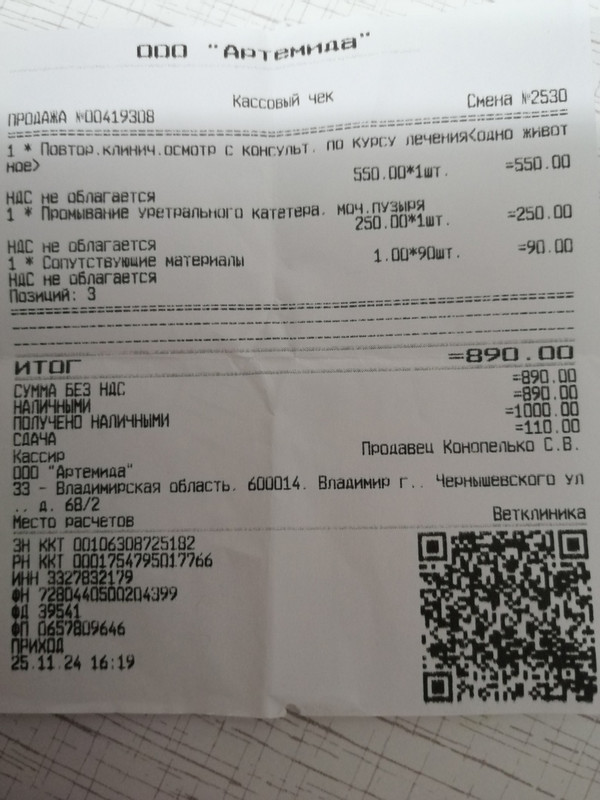 ООО "Артемида"
Кассовый чек
ПРОДАЖА №00419308 Смена №2530
1 * Повтор.клинич.осмотр с консульт. по курсу лечения<одно живот
ное>
550.00*1шт. =550.00
НДС не облагается
1 * Промывание уретрального катетера. моч.пузыря
250.00*1шт. =250.00
НДС не облагается
1 * Сопутствующие материалы 1.00*90шт. =90.00
НДС не облагается
Позиций: 3
ИТОГ =890.00
СУММА БЕЗ НДС =890.00
НАЛИЧНЫМИ =890.00
ПОЛУЧЕНО НАЛИЧНЫМИ =1000.00
СДАЧА =110.00
Кассир Продавец Конопелько С.В.
ООО "Артемида"
33 - Владимирская область. 600014. Владимир г.. Чернышевского ул
.. д. 68/2
Место расчетов Ветклиника
ЗН ККТ 00106308725182
РН ККТ 0001754795017766
ИНН 3327832179
ФН 7280440500204399
ФД 39541
ФП 0657809646
ПРИХОД
25.11.24 16:19